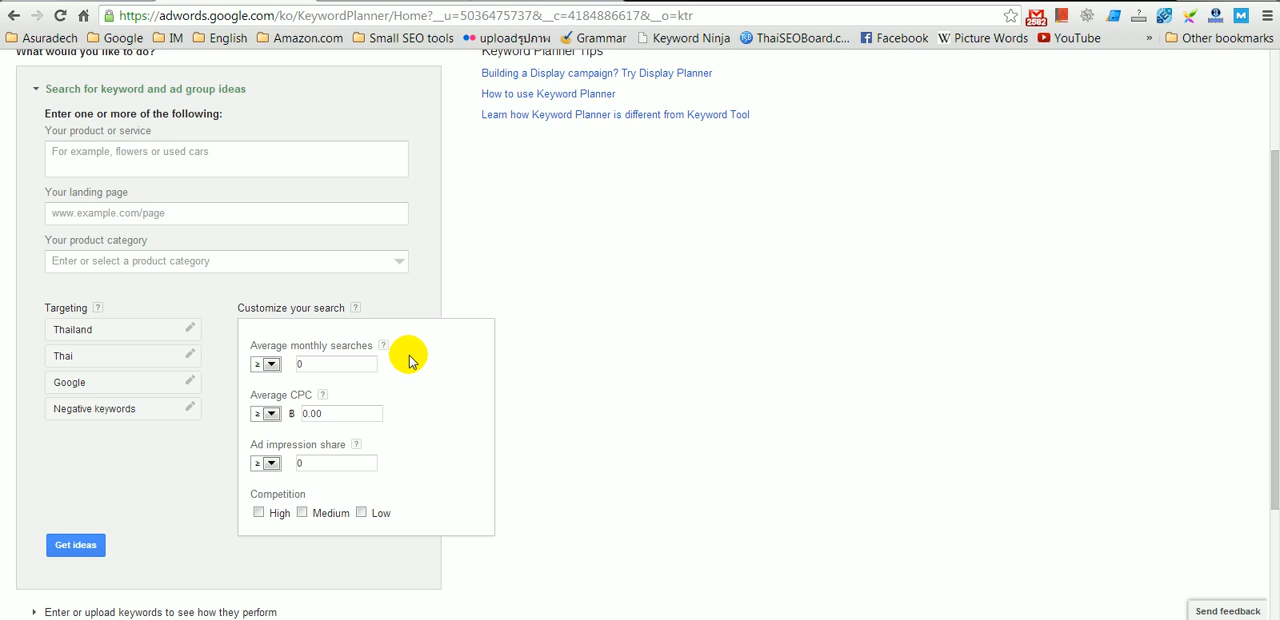 https://adwords.google.com/ko/KeywordPlanner/Home?__u=5036475737&__c=4184886617&__o=ktr
2582
Asuradech Google IM English Amazon.com Small SEO tools uploadรูปภาพ Grammar Keyword Ninja ThaiSEOBoard.c... Facebook Picture Words YouTube » Other bookmarks
What would you like to do?
Keyword Planner Tips
Building a Display campaign? Try Display Planner
How to use Keyword Planner
Learn how Keyword Planner is different from Keyword Tool
Search for keyword and ad group ideas
Enter one or more of the following:
Your product or service
For example, flowers or used cars
Your landing page
www.example.com/page
Your product category
Enter or select a product category
Targeting ?
Thailand
Thai
Google
Negative keywords
Customize your search ?
Average monthly searches ?
≥ 0
Average CPC ?
≥ ฿ 0.00
Ad impression share ?
≥ 0
Competition
High Medium Low
Get ideas
Enter or upload keywords to see how they perform
Send feedback